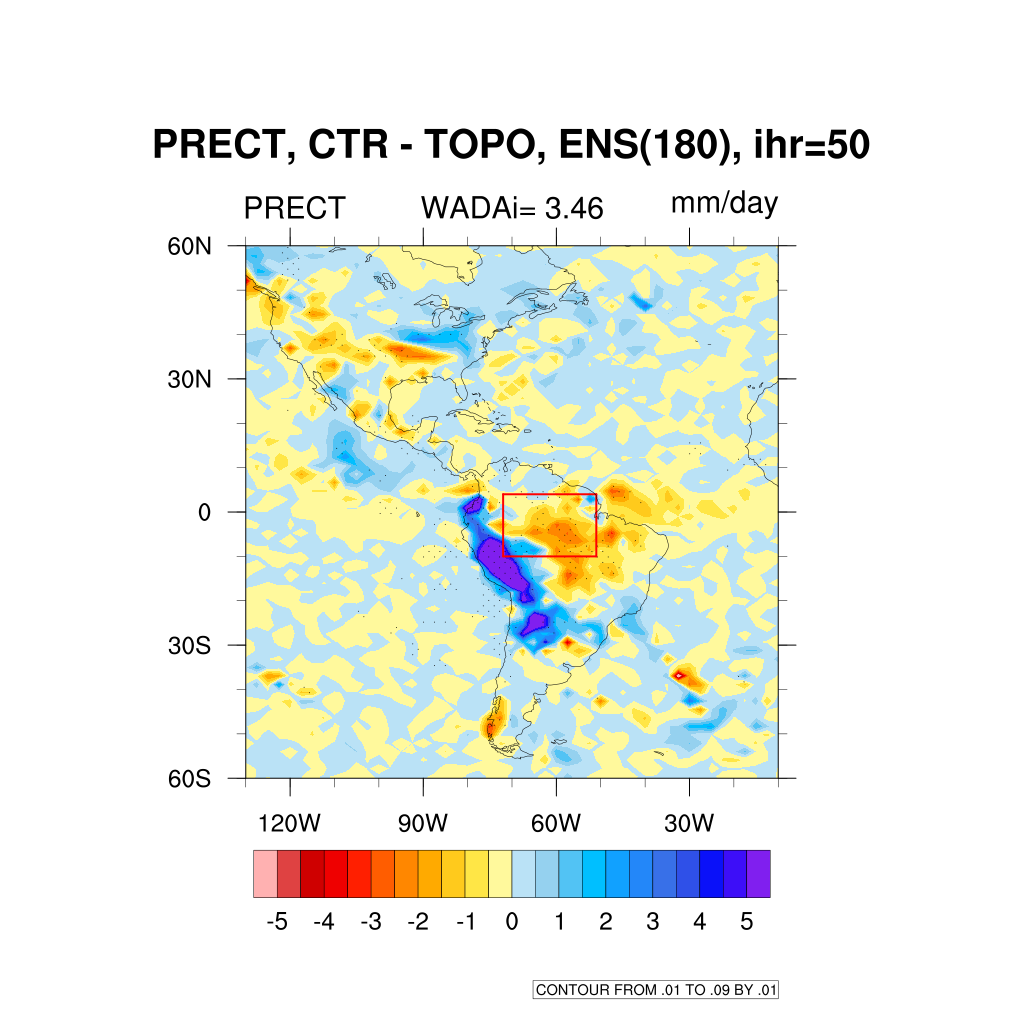 PRECT, CTR - TOPO, ENS(180), ihr=50
PRECT WADAi= 3.46 mm/day
60N
30N
0
30S
60S
120W 90W 60W 30W
-5 -4 -3 -2 -1 0 1 2 3 4 5
CONTOUR FROM .01 TO .09 BY .01